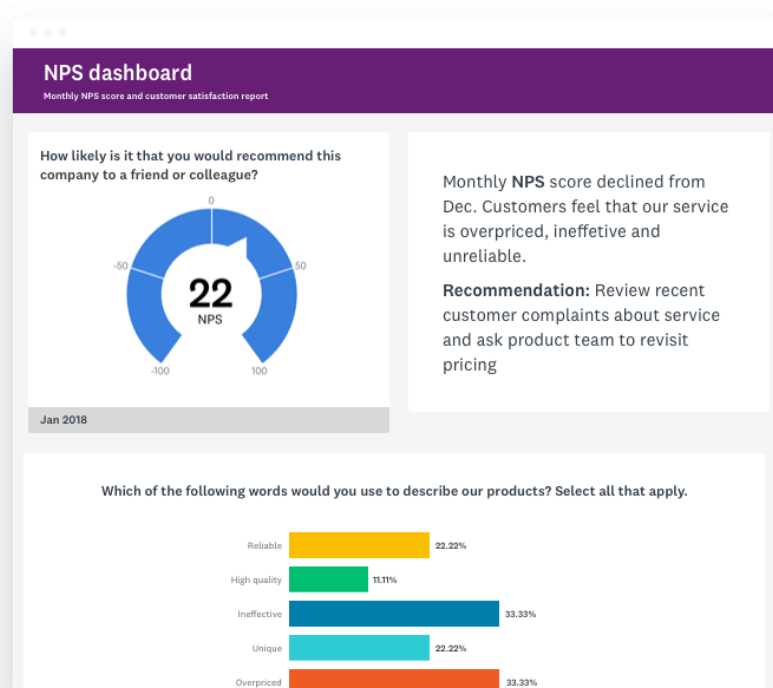 NPS dashboard
Monthly NPS score and customer satisfaction report
How likely is it that you would recommend this
company to a friend or colleague?
0
-50
50
22
NPS
-100
100
Jan 2018
Monthly NPS score declined from
Dec. Customers feel that our service
is overpriced, ineffetive and
unreliable.
Recommendation: Review recent
customer complaints about service
and ask product team to revisit
pricing
Which of the following words would you use to describe our products? Select all that apply.
Reliable 22.22%
High quality 11.11%
Ineffective 33.33%
Unique 22.22%
Overpriced 33.33%